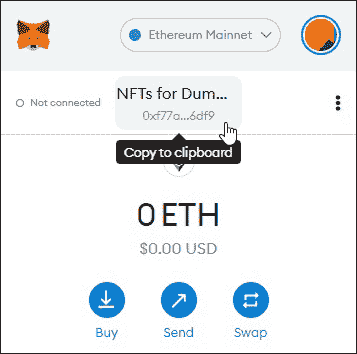 Ethereum Mainnet
Not connected
NFTs for Dum...
0xf77a...6df9
Copy to clipboard
0 ETH
$0.00 USD
Buy
Send
Swap